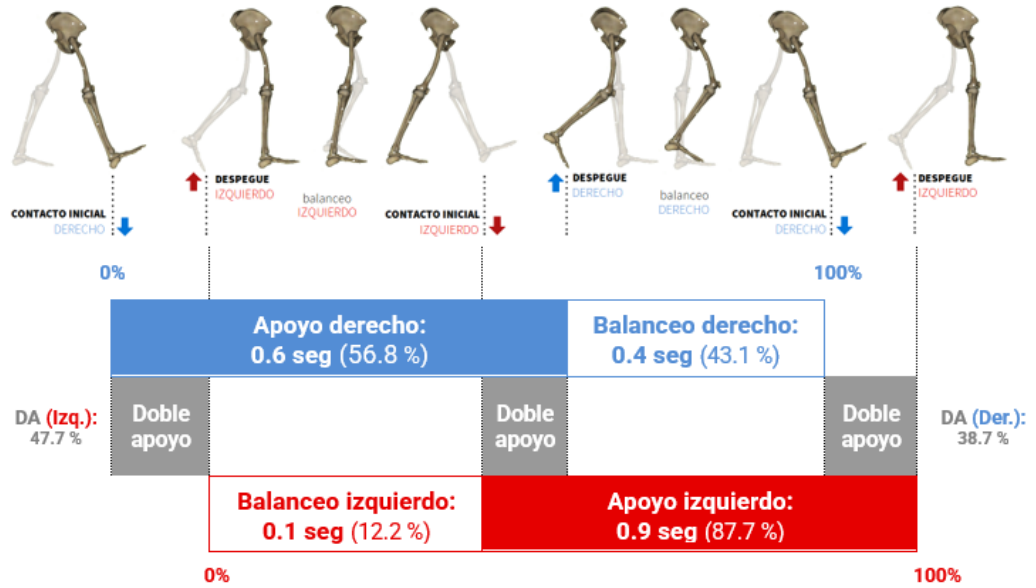 DESPEGUE
IZQUIERDO
balanceo
IZQUIERDO
CONTACTO INICIAL
DERECHO
CONTACTO INICIAL
IZQUIERDO
DESPEGUE
DERECHO
balanceo
DERECHO
CONTACTO INICIAL
DERECHO
DESPEGUE
IZQUIERDO
0%
100%
Apoyo derecho:
0.6 seg (56.8 %)
Balanceo derecho:
0.4 seg (43.1 %)
DA (Izq.):
47.7 %
Doble
apoyo
Doble
apoyo
Doble
apoyo
DA (Der.):
38.7 %
Balanceo izquierdo:
0.1 seg (12.2 %)
Apoyo izquierdo:
0.9 seg (87.7 %)
0%
100%